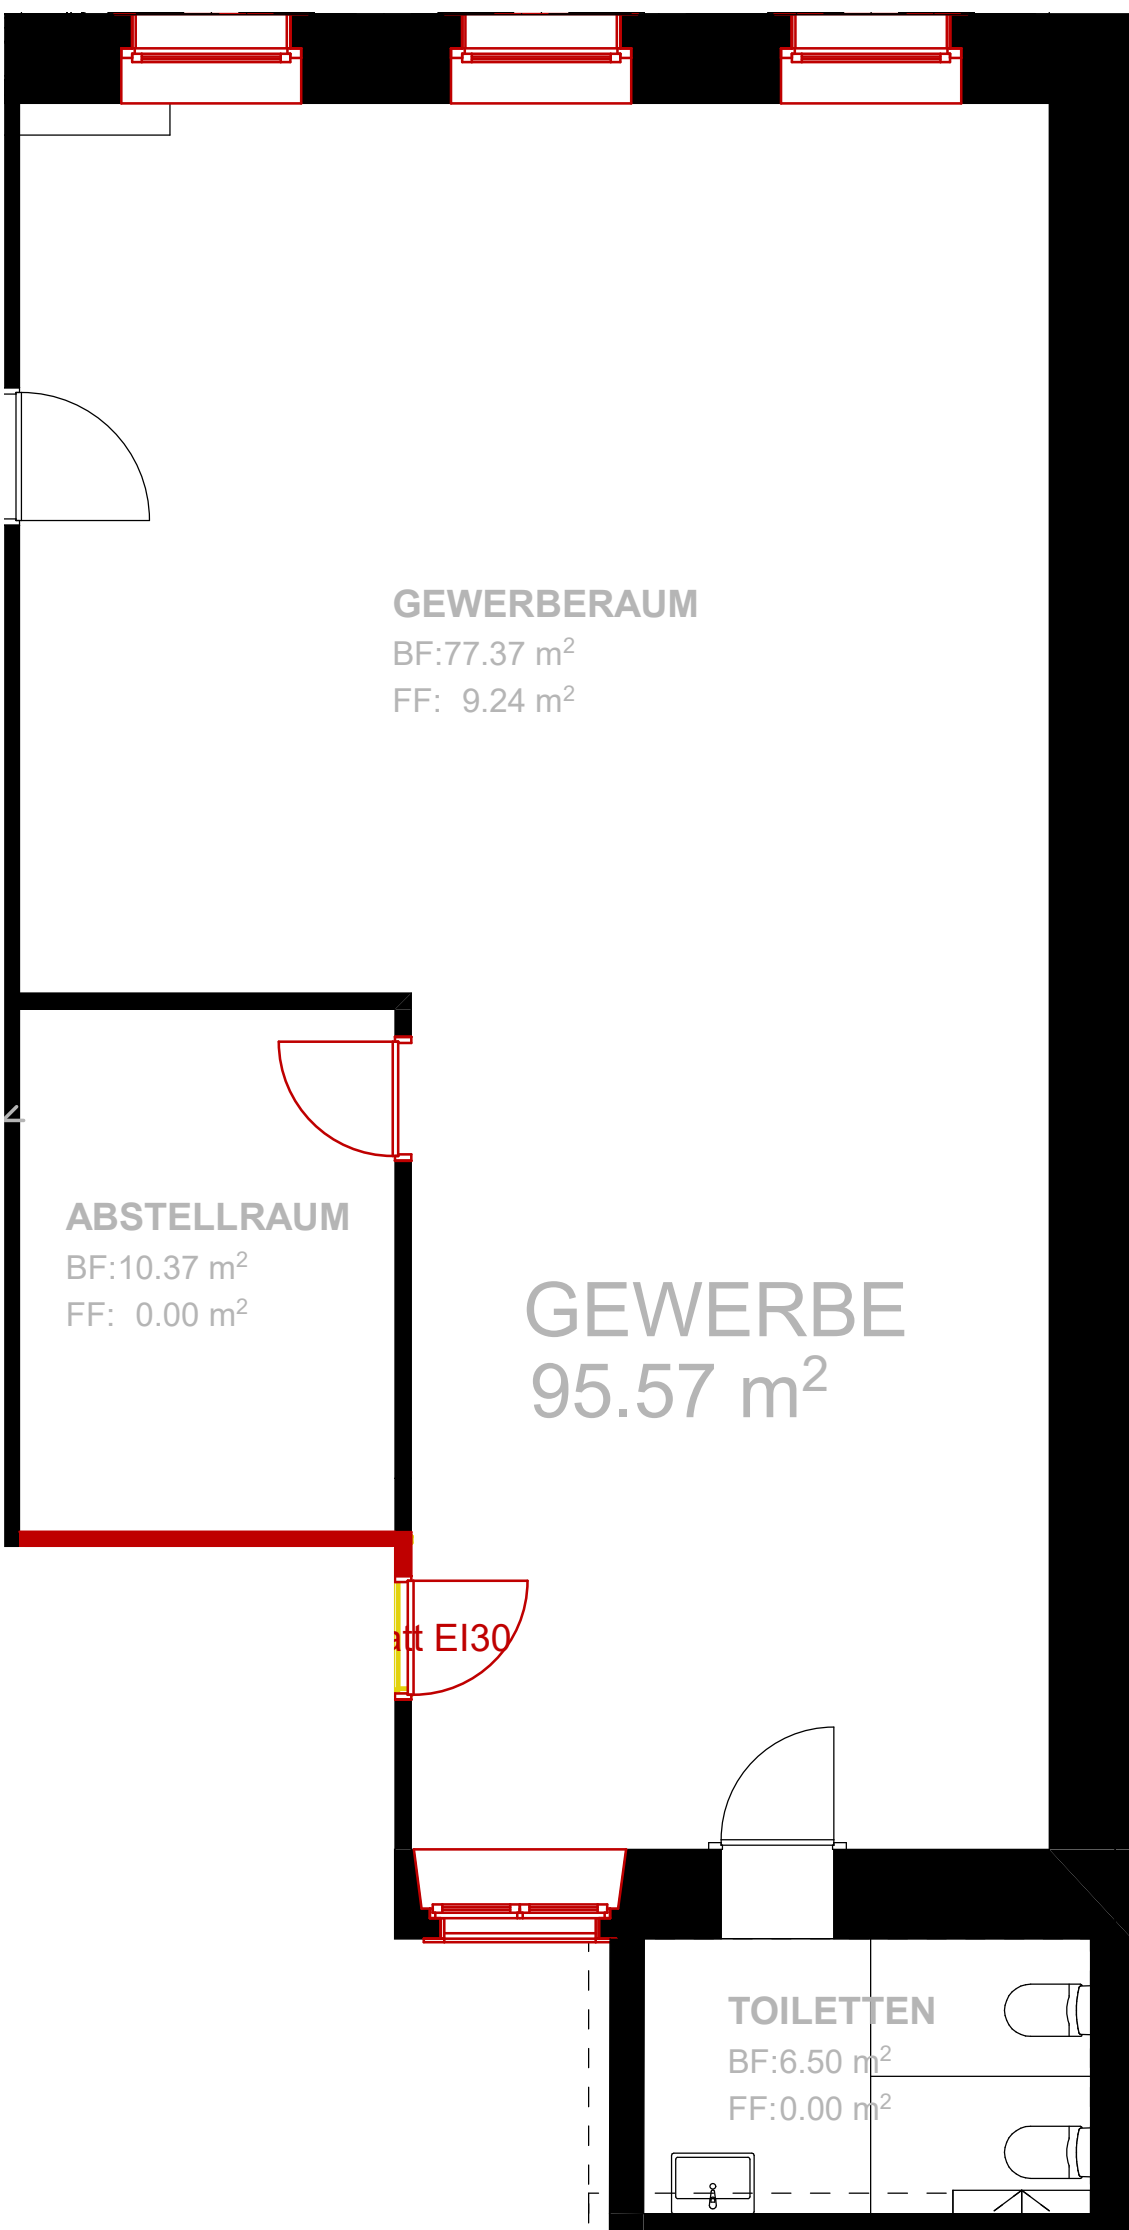 GEWERBERAUM
BF:77.37 m²
FF: 9.24 m²
ABSTELLRAUM
BF:10.37 m²
FF: 0.00 m²
GEWERBE
95.57 m²
EI30
TOILETTEN
BF:6.50 m²
FF:0.00 m²